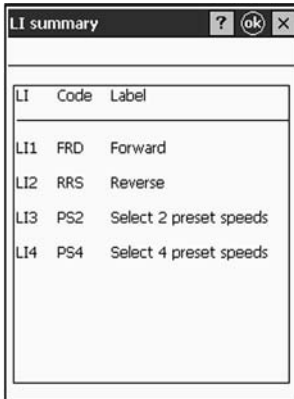 LI summary ? ok ×
LI Code Label
LI1 FRD Forward
LI2 RRS Reverse
LI3 PS2 Select 2 preset speeds
LI4 PS4 Select 4 preset speeds